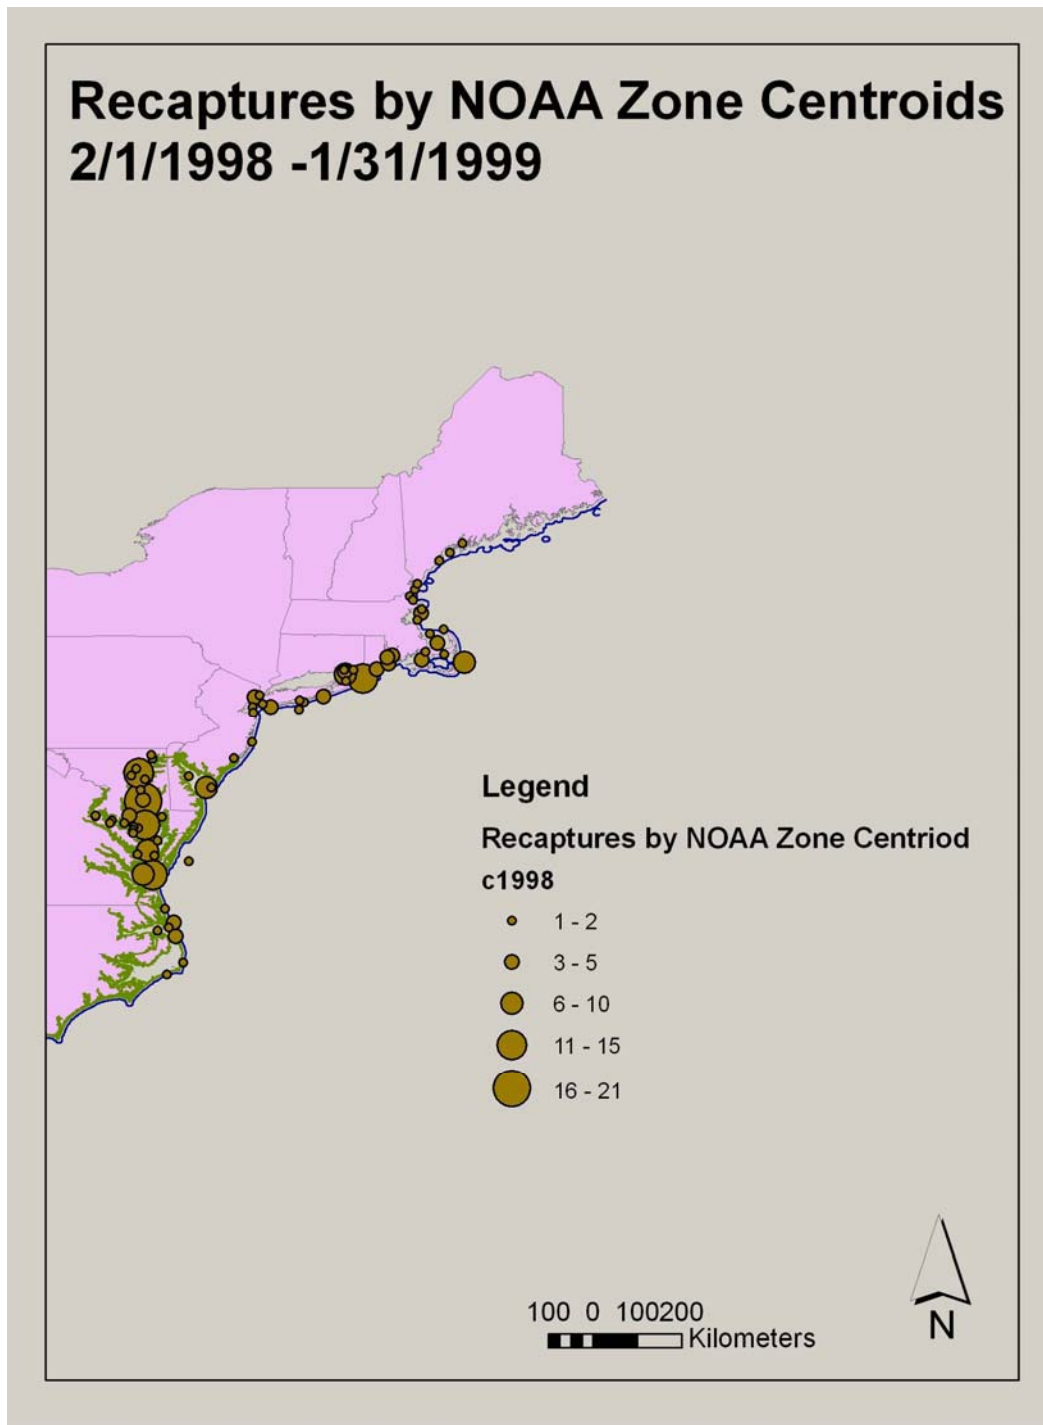 Recaptures by NOAA Zone Centroids
2/1/1998 -1/31/1999
Legend
Recaptures by NOAA Zone Centriod
c1998
1 - 2
3 - 5
6 - 10
11 - 15
16 - 21
100 0 100200
Kilometers
N